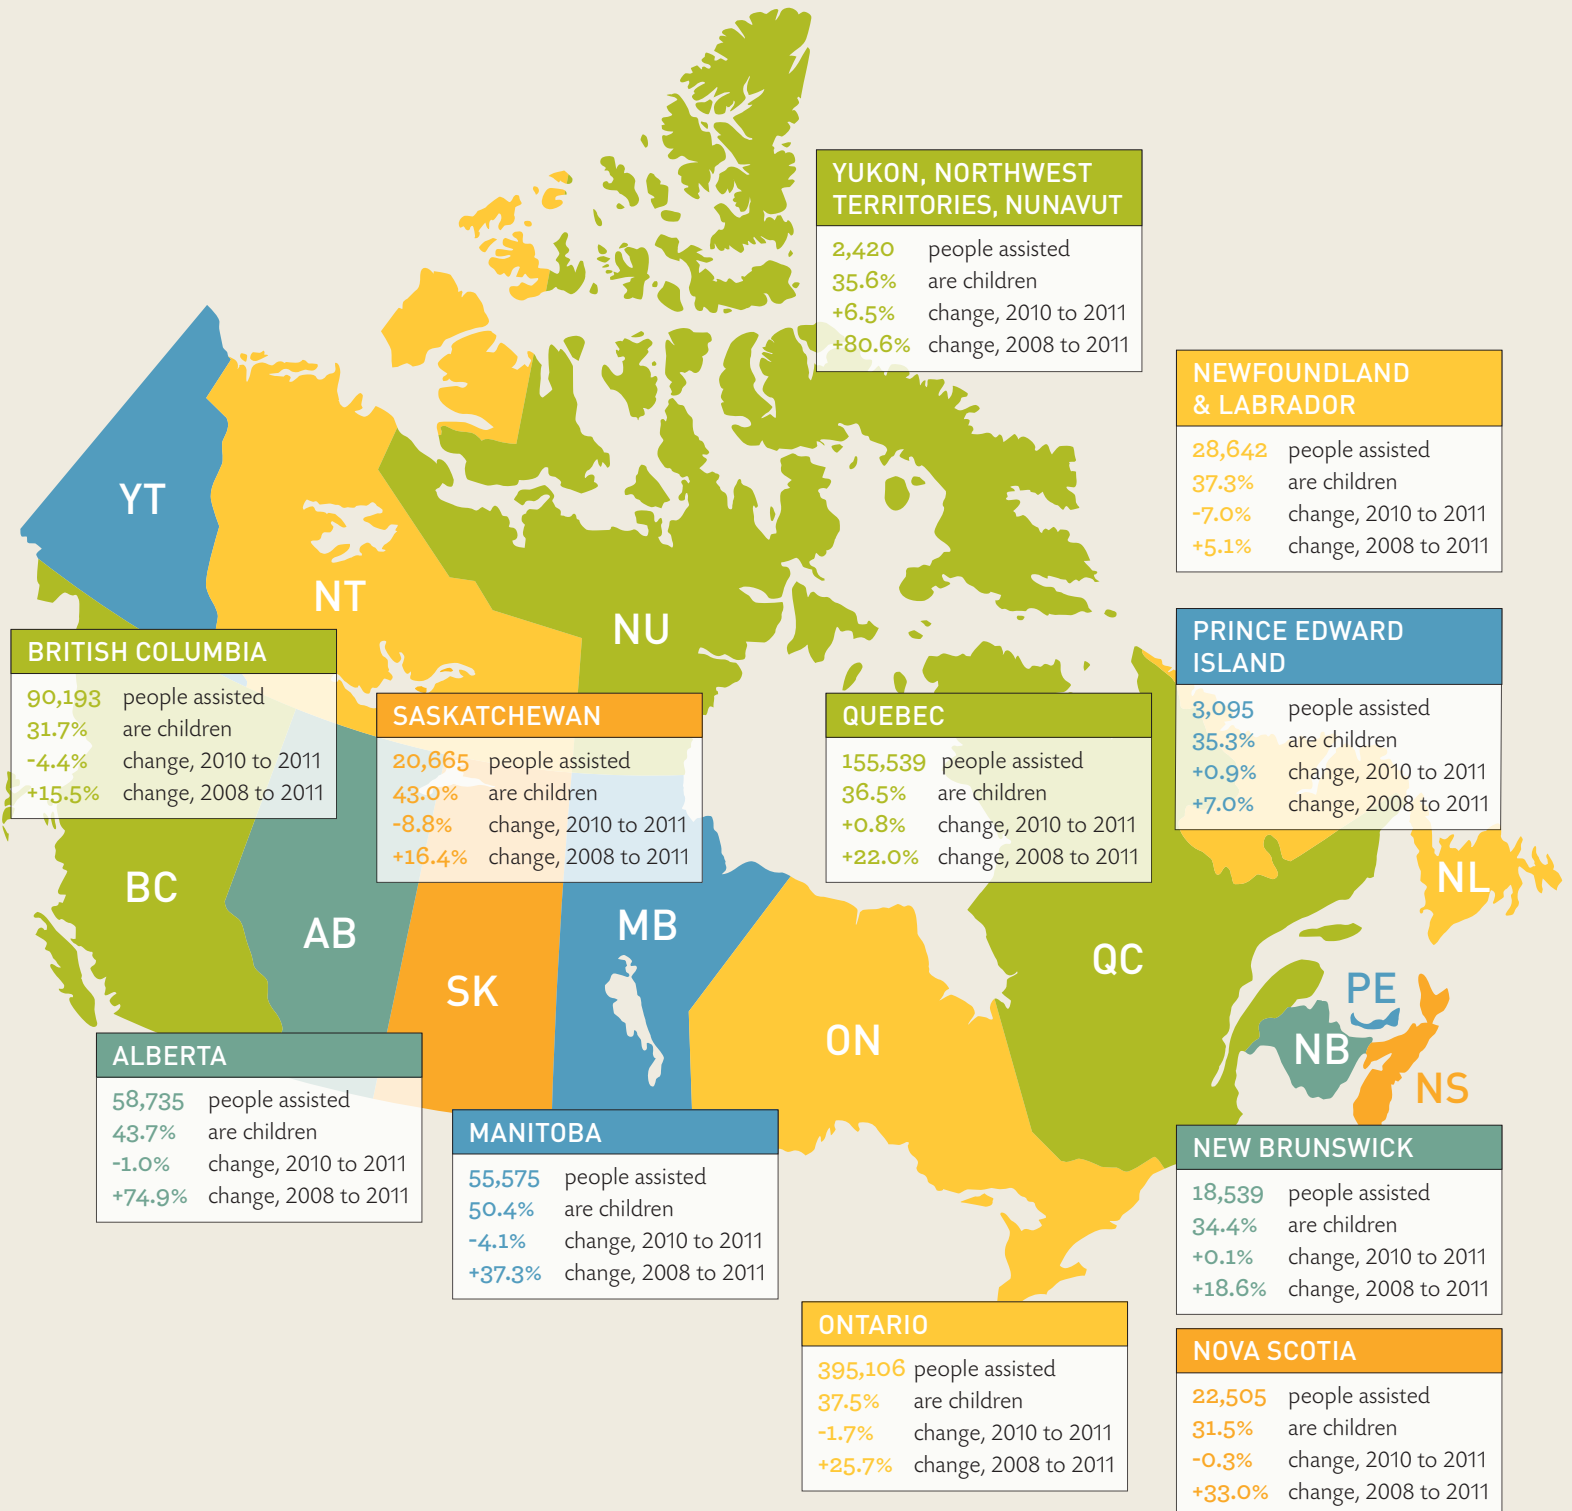 YUKON, NORTHWEST
TERRITORIES, NUNAVUT
2,420 people assisted
35.6% are children
+6.5% change, 2010 to 2011
+80.6% change, 2008 to 2011
NEWFOUNDLAND
& LABRADOR
28,642 people assisted
37.3% are children
-7.0% change, 2010 to 2011
+5.1% change, 2008 to 2011
YT
NT
NU
BRITISH COLUMBIA
90,193 people assisted
31.7% are children
-4.4% change, 2010 to 2011
+15.5% change, 2008 to 2011
SASKATCHEWAN
20,665 people assisted
43.0% are children
-8.8% change, 2010 to 2011
+16.4% change, 2008 to 2011
QUEBEC
155,539 people assisted
36.5% are children
+0.8% change, 2010 to 2011
+22.0% change, 2008 to 2011
PRINCE EDWARD
ISLAND
3,095 people assisted
35.3% are children
+0.9% change, 2010 to 2011
+7.0% change, 2008 to 2011
BC
AB
SK
MB
ON
QC
NL
PE
NB
NS
ALBERTA
58,735 people assisted
43.7% are children
-1.0% change, 2010 to 2011
+74.9% change, 2008 to 2011
MANITOBA
55,575 people assisted
50.4% are children
-4.1% change, 2010 to 2011
+37.3% change, 2008 to 2011
ONTARIO
395,106 people assisted
37.5% are children
-1.7% change, 2010 to 2011
+25.7% change, 2008 to 2011
NEW BRUNSWICK
18,539 people assisted
34.4% are children
+0.1% change, 2010 to 2011
+18.6% change, 2008 to 2011
NOVA SCOTIA
22,505 people assisted
31.5% are children
-0.3% change, 2010 to 2011
+33.0% change, 2008 to 2011